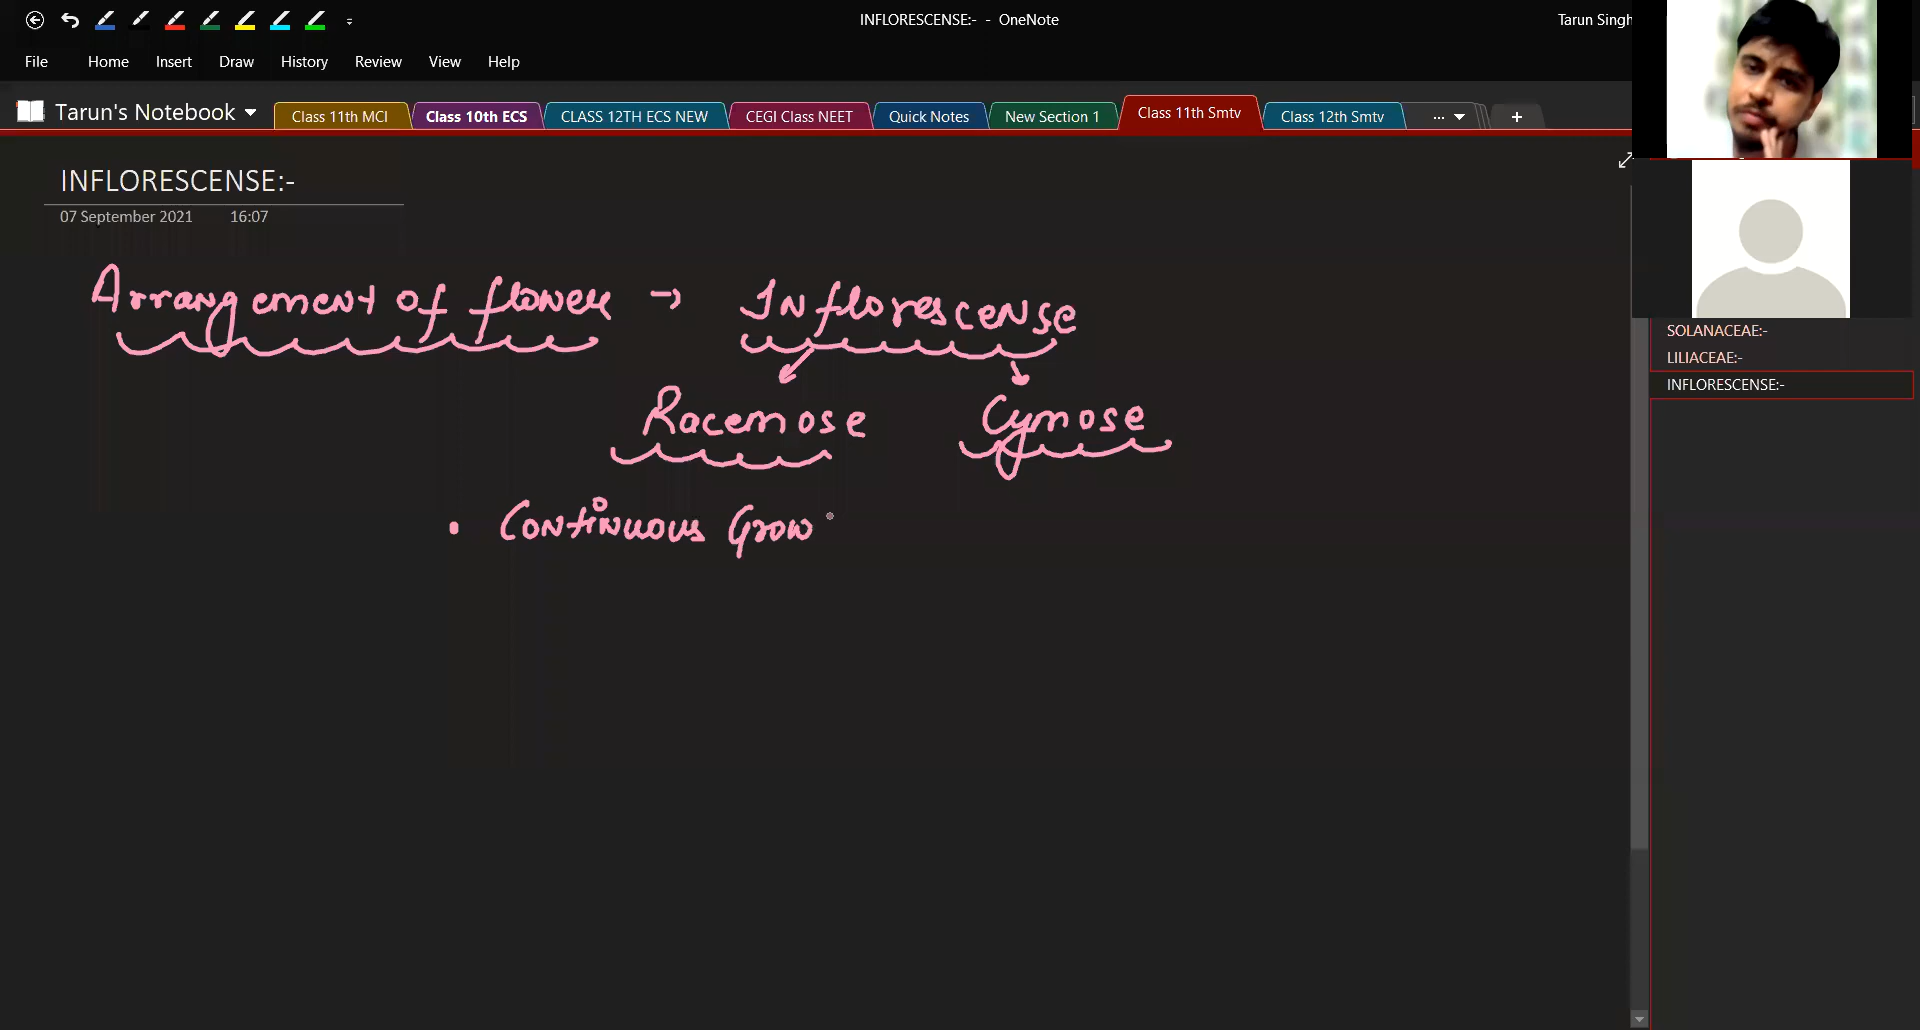 INFLORESCENSE:- - OneNote
Tarun Singh
File Home Insert Draw History Review View Help
Tarun's Notebook
Class 11th MCI
Class 10th ECS
CLASS 12TH ECS NEW
CEGI Class NEET
Quick Notes
New Section 1
Class 11th Smtv
Class 12th Smtv
...
+
INFLORESCENSE:-
07 September 2021 16:07
Arrangement of flower → Inflorescense
Racemose Cymose
• Continuous Grow
SOLANACEAE:-
LILIACEAE:-
INFLORESCENSE:-